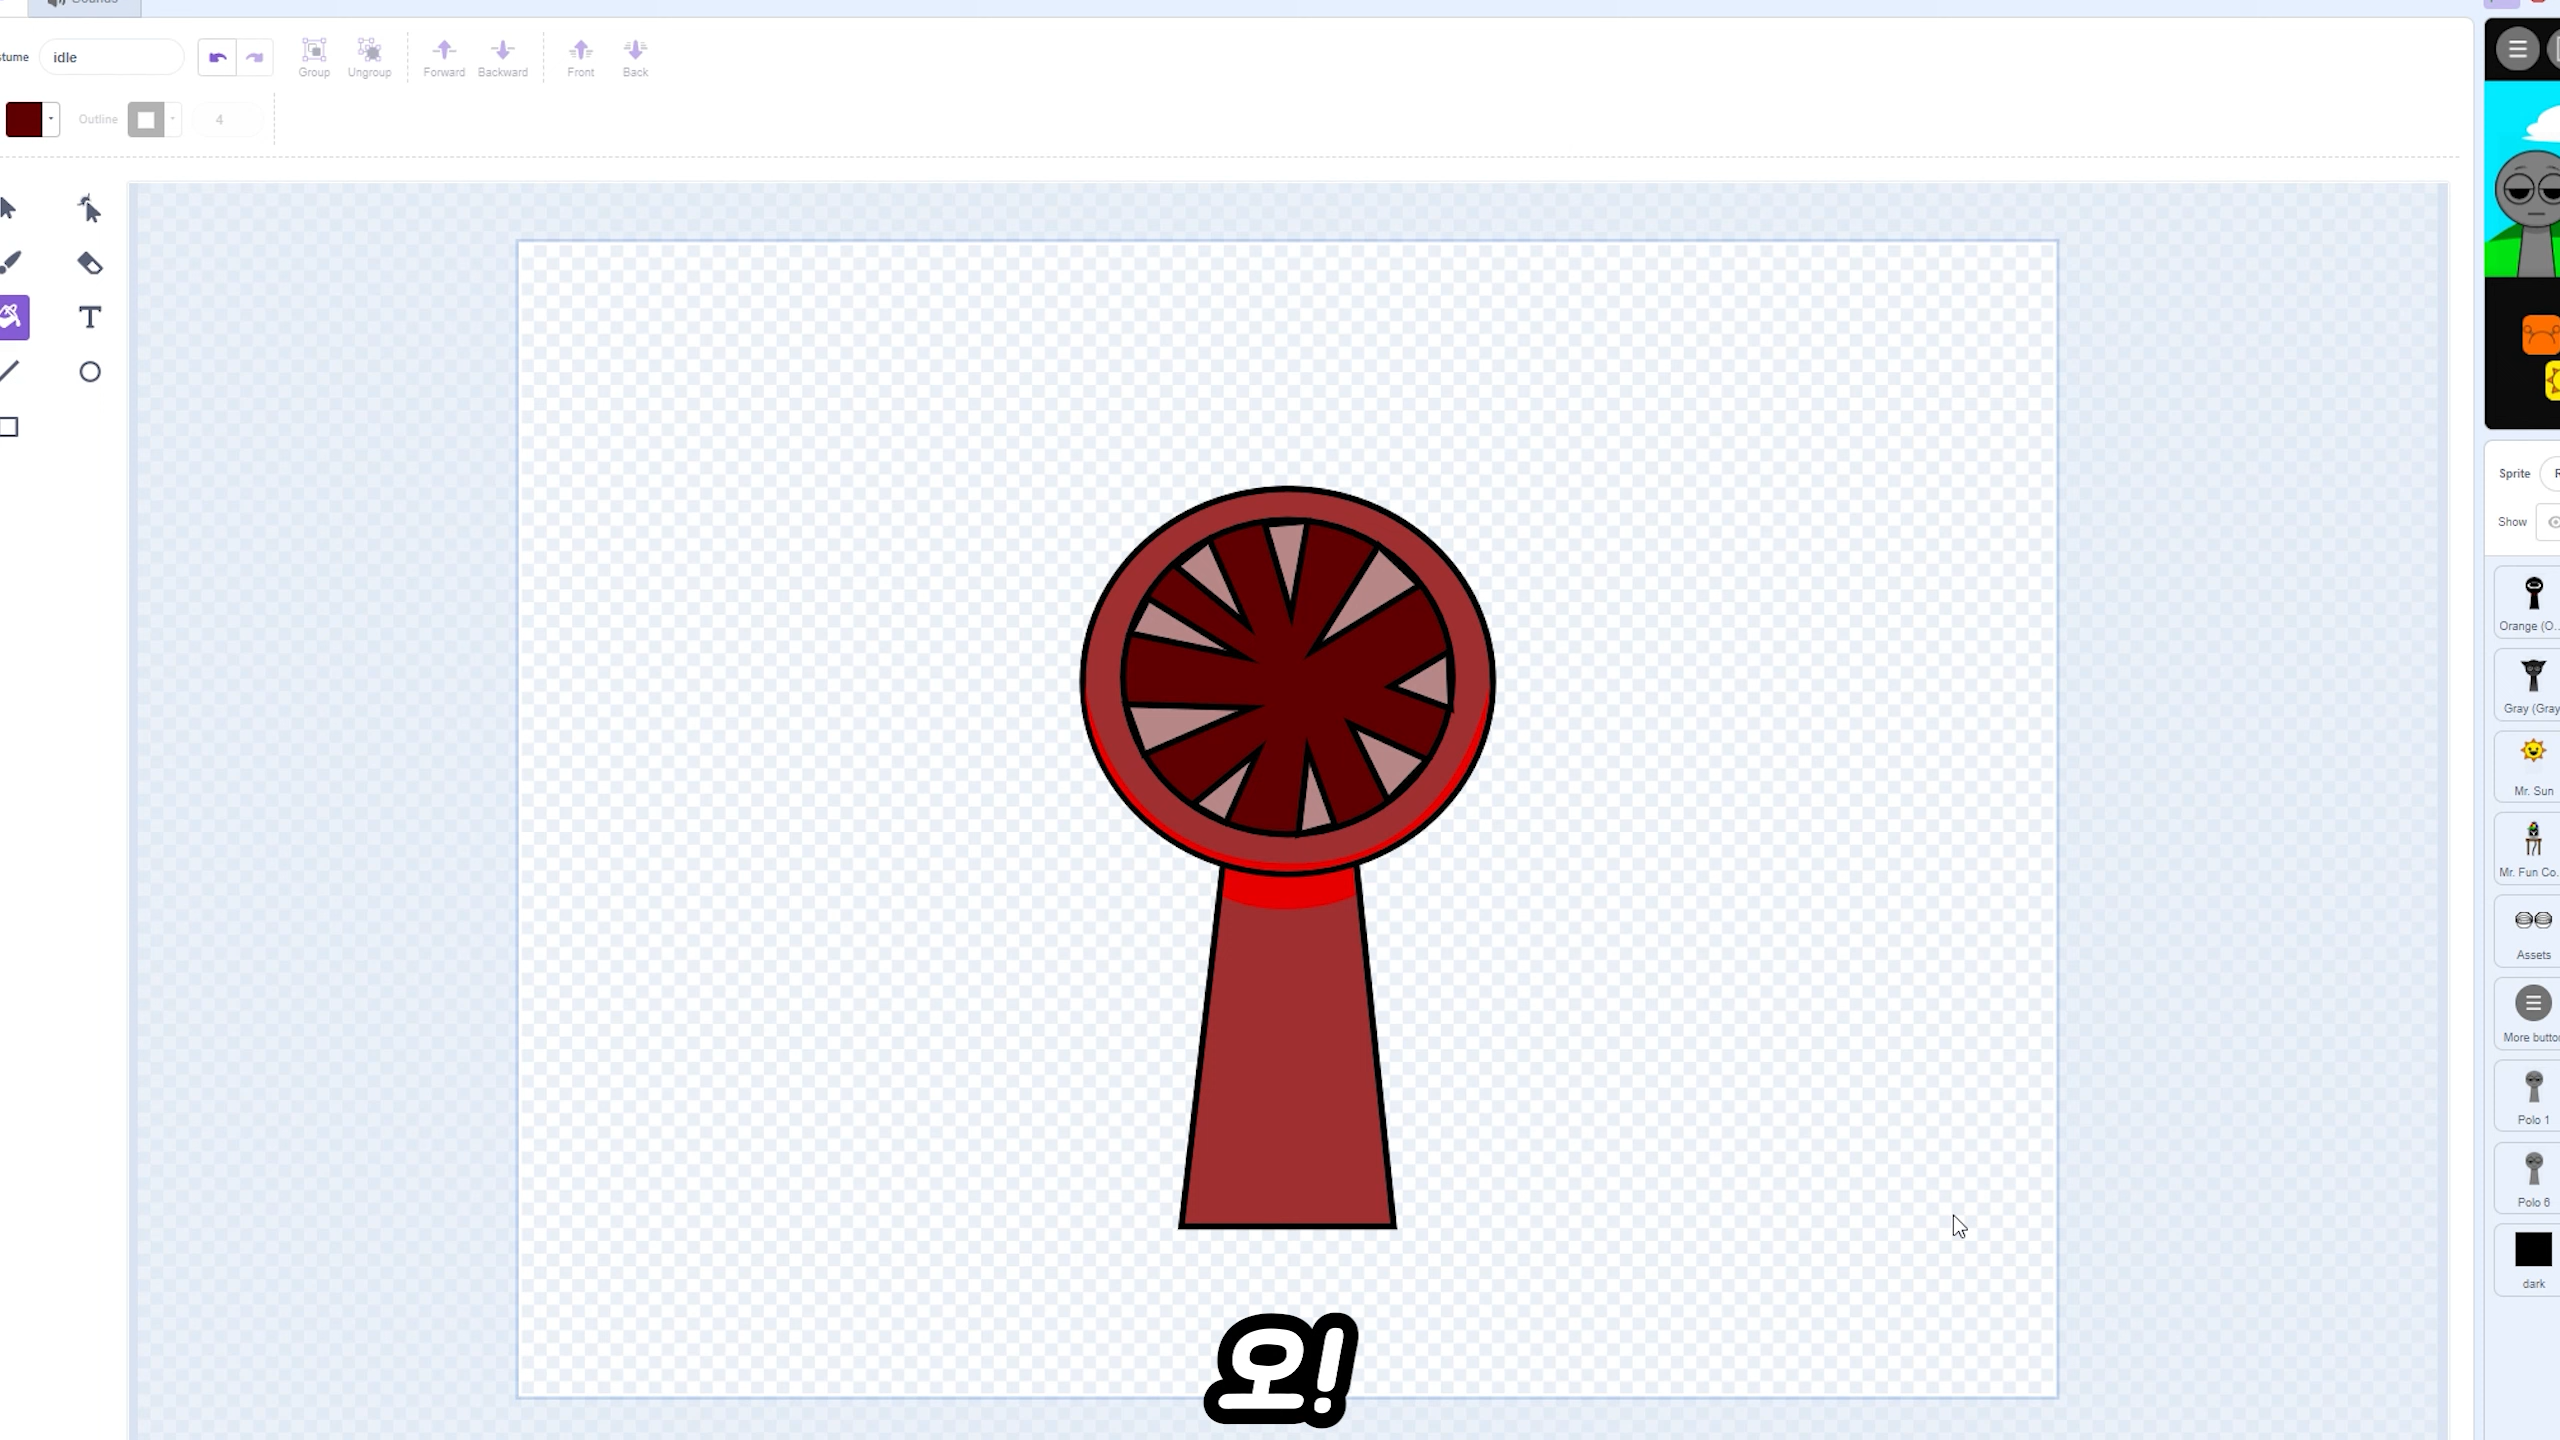 Sounds
stume
idle
Group
Ungroup
Forward
Backward
Front
Back
Outline
4
T
Sprite
Show
Orange (O...
Gray (Gray
Mr. Sun
Mr. Fun Co...
Assets
More butto
Polo 1
Polo 6
dark
오!